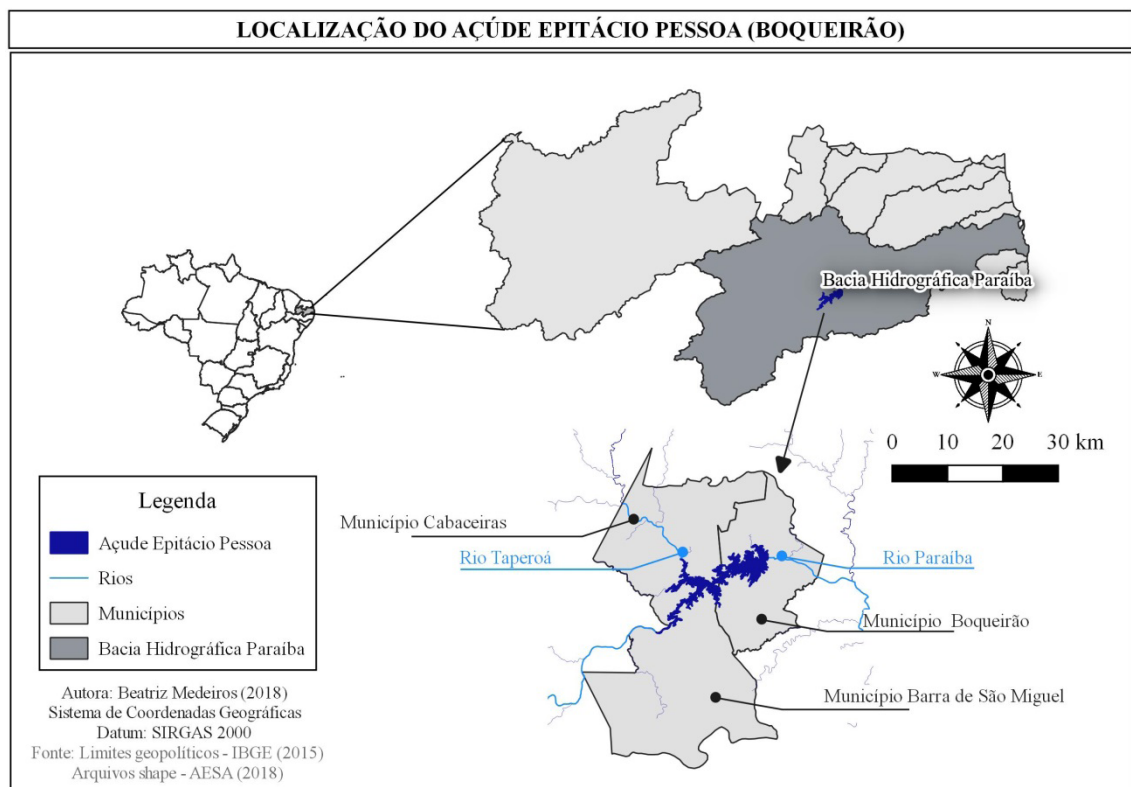 LOCALIZAÇÃO DO AÇÚDE EPITÁCIO PESSOA (BOQUEIRÃO)
Bacia Hidrográfica Paraíba
N
W
E
S
0 10 20 30 km
Legenda
Açude Epitácio Pessoa
Rios
Municípios
Bacia Hidrográfica Paraíba
Município Cabaceiras
Rio Taperoá
Rio Paraíba
Município Boqueirão
Município Barra de São Miguel
Autora: Beatriz Medeiros (2018)
Sistema de Coordenadas Geográficas
Datum: SIRGAS 2000
Fonte: Limites geopolíticos - IBGE (2015)
Arquivos shape - AESA (2018)